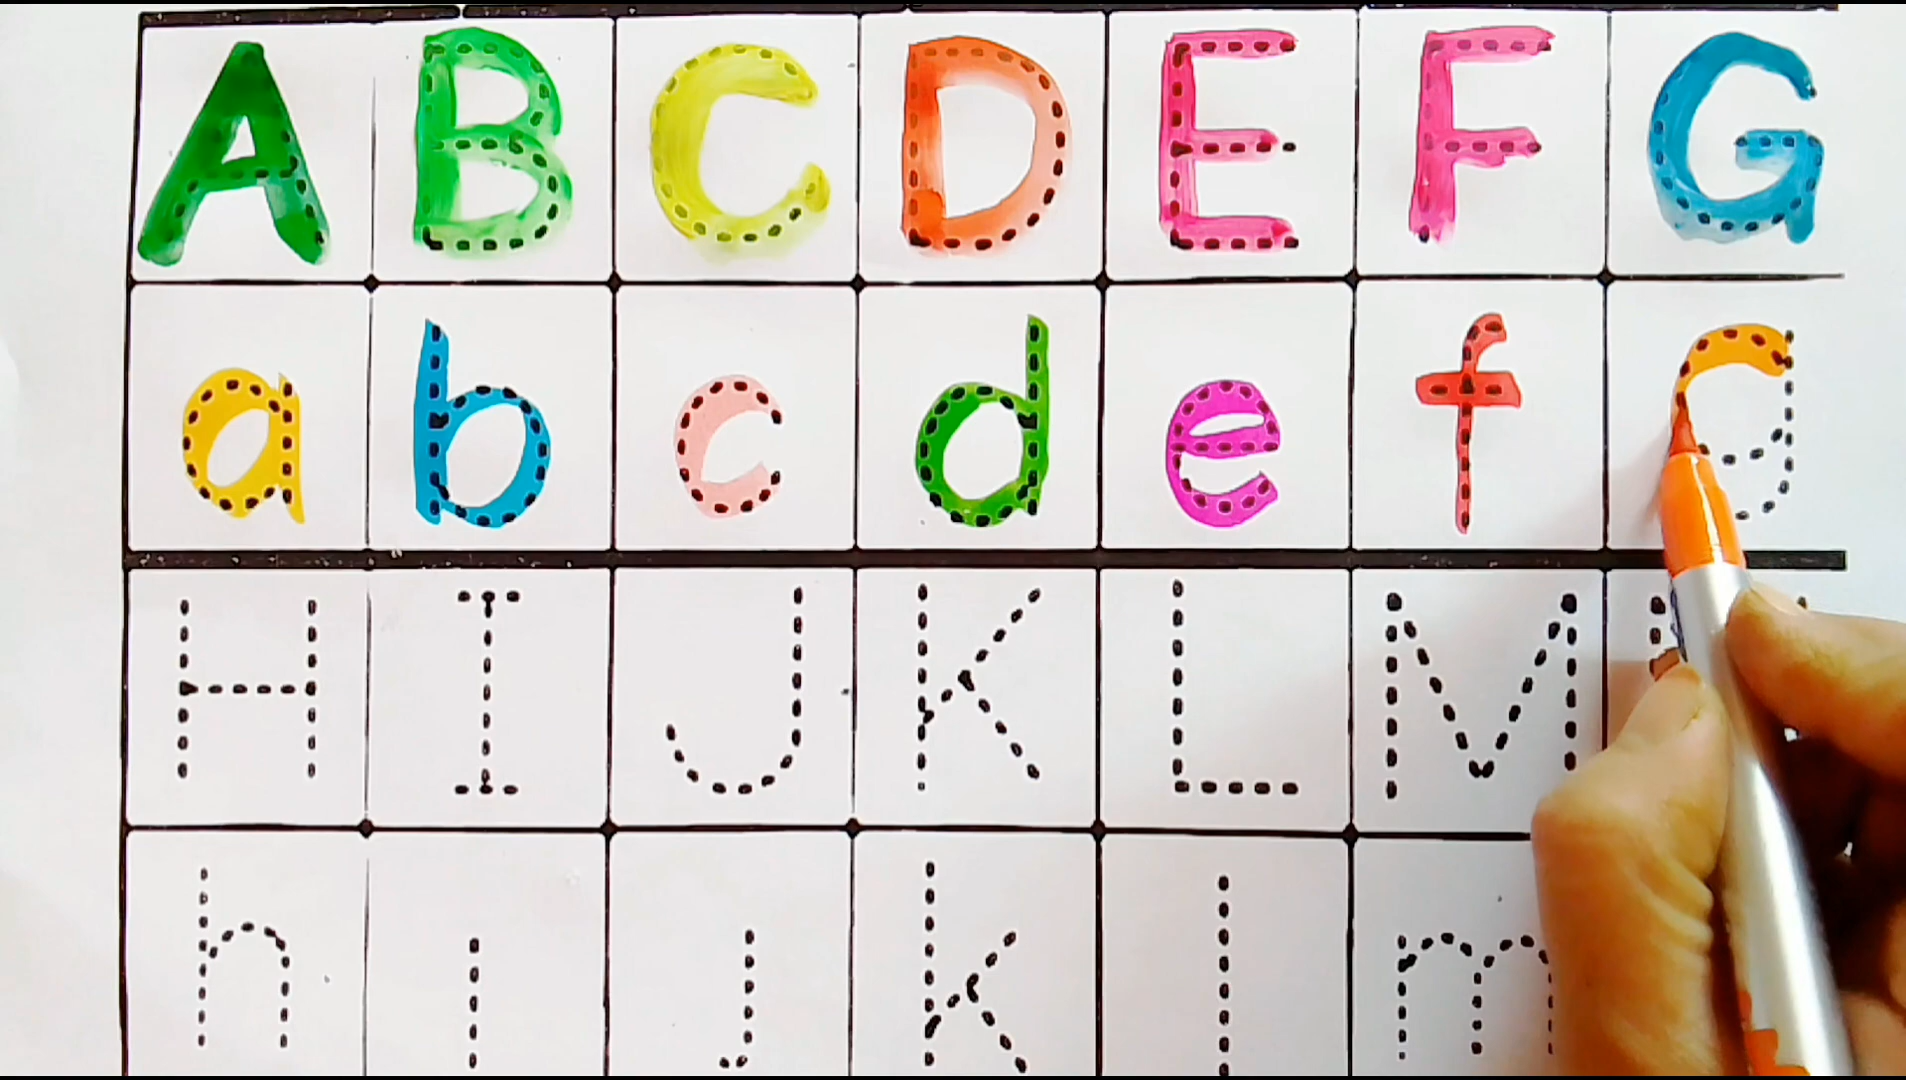 A B C D E F G
a b c d e f g
H I J K L M
h i j k l m